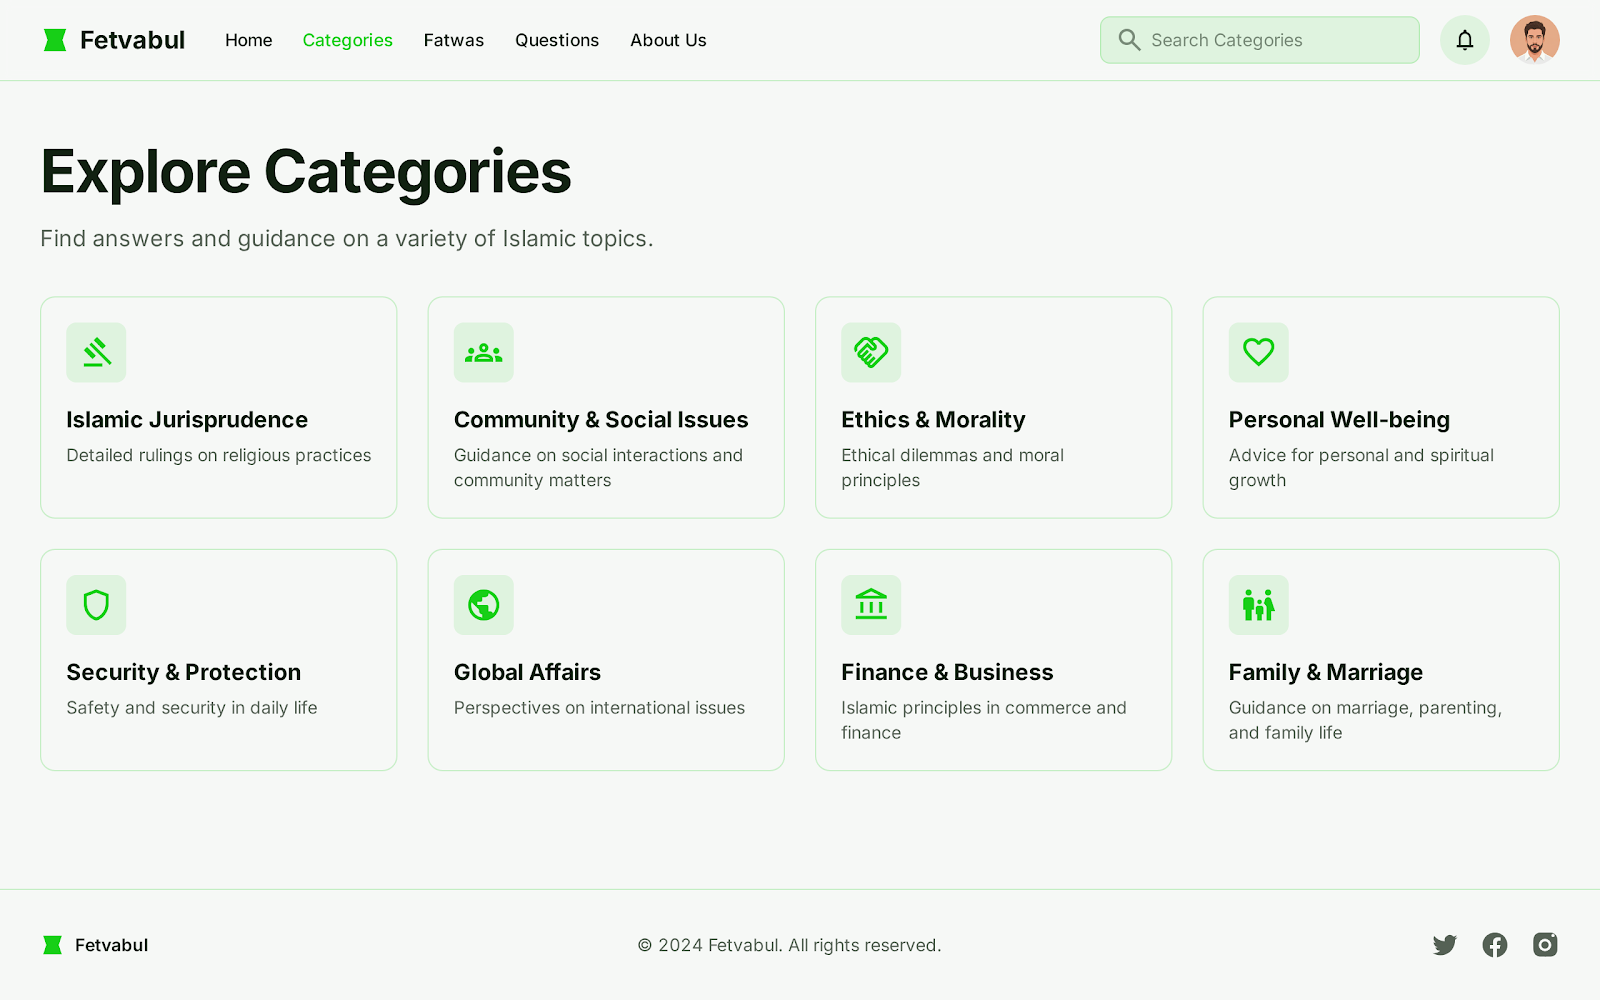 Fetvabul
Home
Categories
Fatwas
Questions
About Us
Search Categories
Explore Categories
Find answers and guidance on a variety of Islamic topics.
Islamic Jurisprudence
Detailed rulings on religious practices
Community & Social Issues
Guidance on social interactions and
community matters
Ethics & Morality
Ethical dilemmas and moral
principles
Personal Well-being
Advice for personal and spiritual
growth
Security & Protection
Safety and security in daily life
Global Affairs
Perspectives on international issues
Finance & Business
Islamic principles in commerce and
finance
Family & Marriage
Guidance on marriage, parenting,
and family life
Fetvabul
© 2024 Fetvabul. All rights reserved.